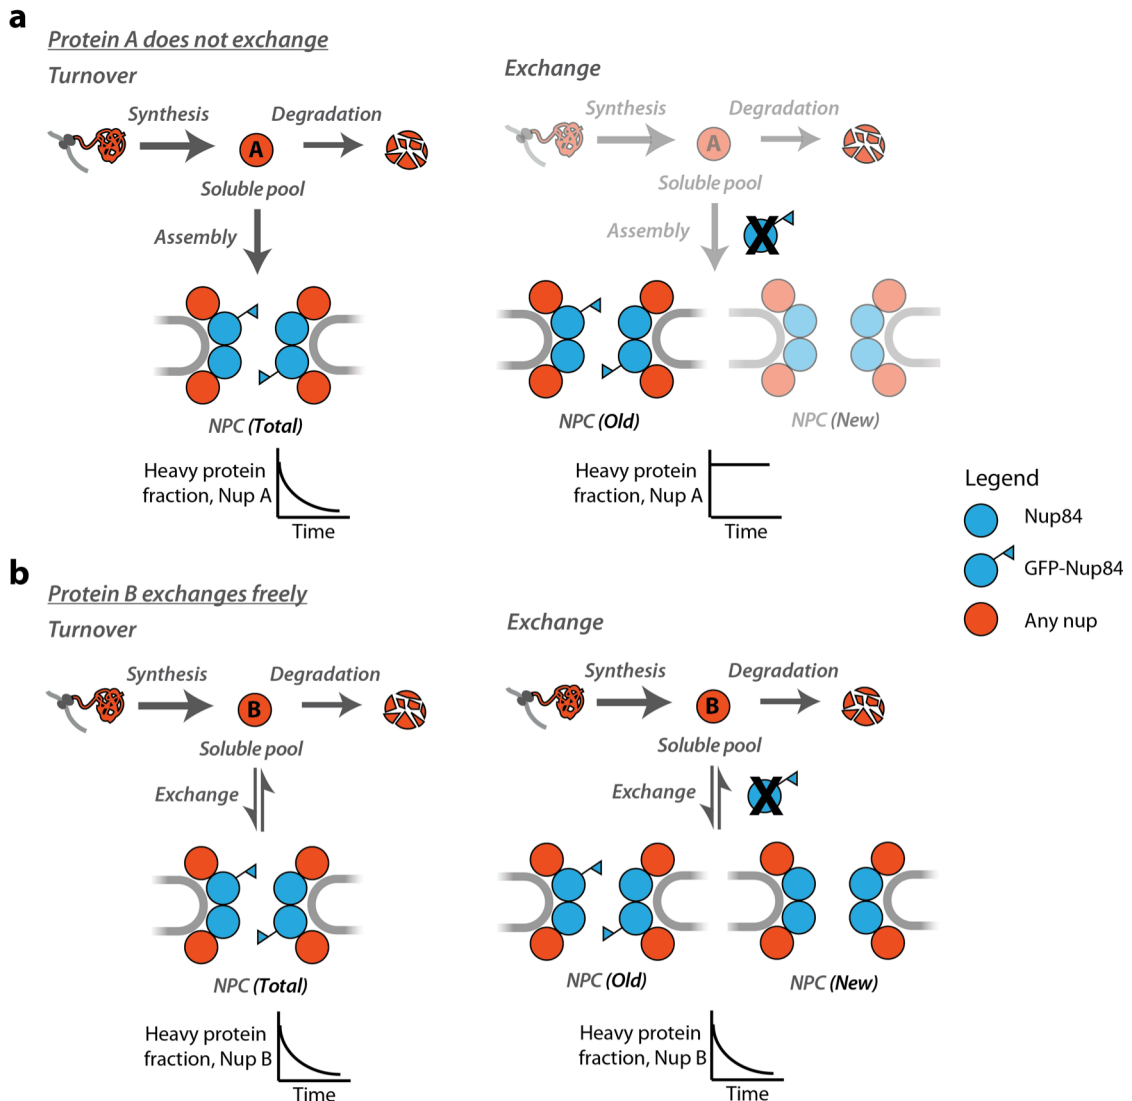 a
Protein A does not exchange
Turnover
Synthesis
Degradation
A
Soluble pool
Assembly
NPC (Total)
Heavy protein
fraction, Nup A
Time
Exchange
Synthesis
Degradation
A
Soluble pool
Assembly
X
NPC (Old)
NPC (New)
Heavy protein
fraction, Nup A
Time
Legend
Nup84
GFP-Nup84
Any nup
b
Protein B exchanges freely
Turnover
Synthesis
Degradation
B
Soluble pool
Exchange
NPC (Total)
Heavy protein
fraction, Nup B
Time
Exchange
Synthesis
Degradation
B
Soluble pool
Exchange
X
NPC (Old)
NPC (New)
Heavy protein
fraction, Nup B
Time